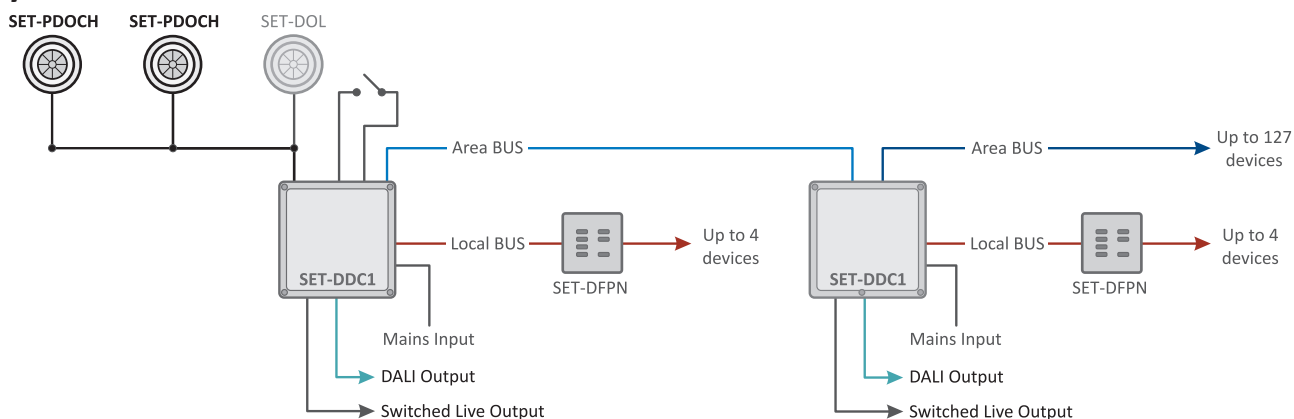 SET-PDOCH
SET-PDOCH
SET-DOL
Area BUS
Area BUS
Up to 127
devices
Local BUS
Up to 4
devices
Local BUS
Up to 4
devices
SET-DDC1
SET-DFPN
SET-DDC1
SET-DFPN
Mains Input
Mains Input
DALI Output
DALI Output
Switched Live Output
Switched Live Output